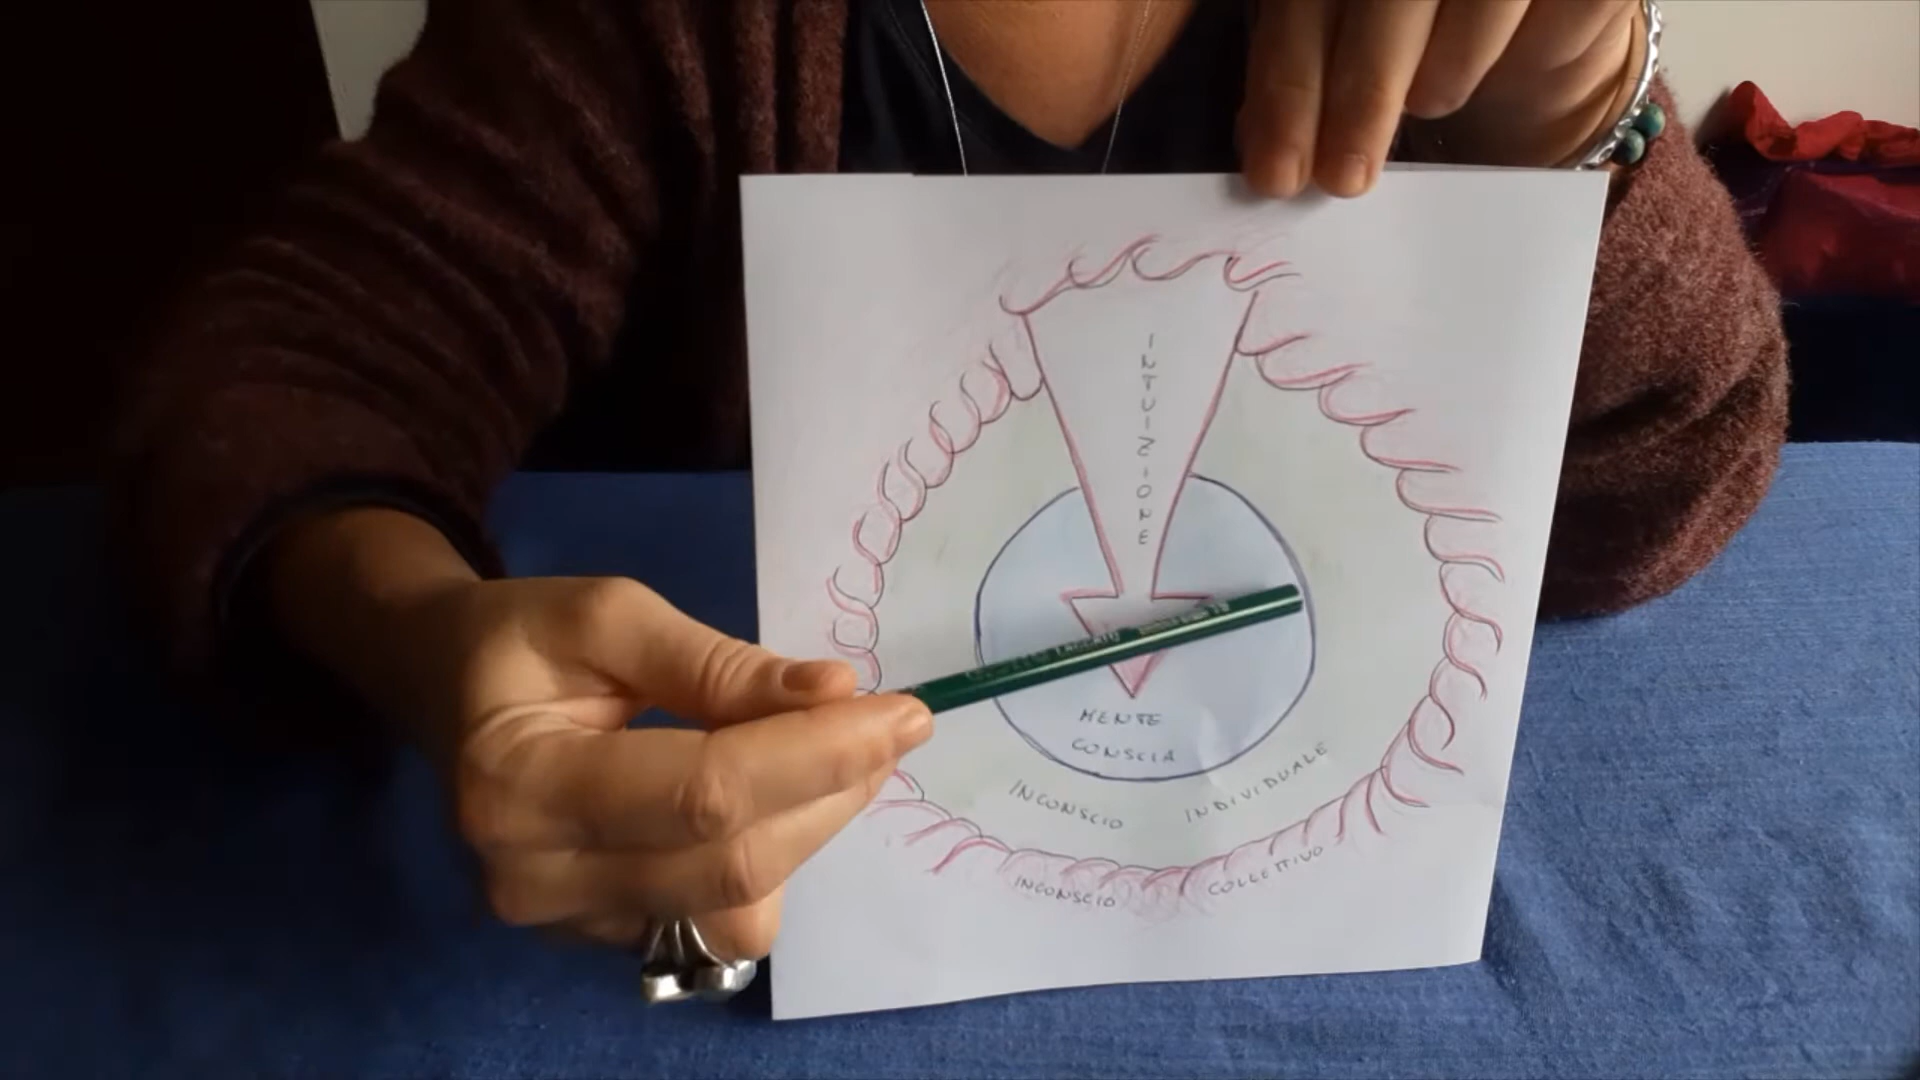 INTUIZIONE
MENTE
CONSCIA
INCONSCIO INDIVIDUALE
INCONSCIO COLLETTIVO